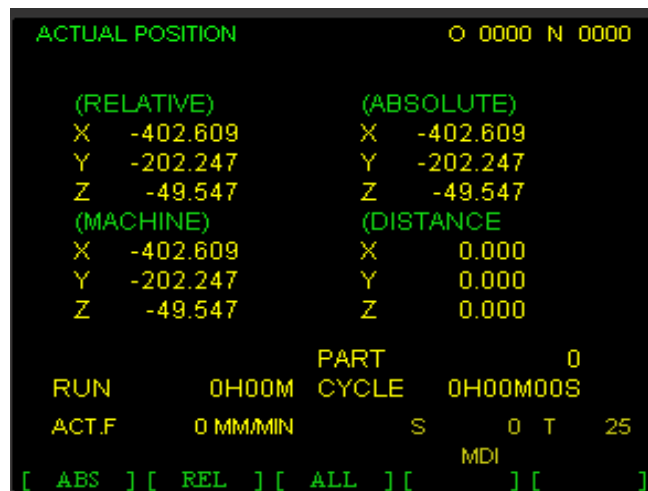 ACTUAL POSITION O 0000 N 0000
(RELATIVE) (ABSOLUTE)
X -402.609 X -402.609
Y -202.247 Y -202.247
Z -49.547 Z -49.547
(MACHINE) (DISTANCE
X -402.609 X 0.000
Y -202.247 Y 0.000
Z -49.547 Z 0.000
PART 0
RUN 0H00M CYCLE 0H00M00S
ACT.F 0 MM/MIN S 0 T 25
MDI
[ ABS ] [ REL ] [ ALL ] [ ] [ ]